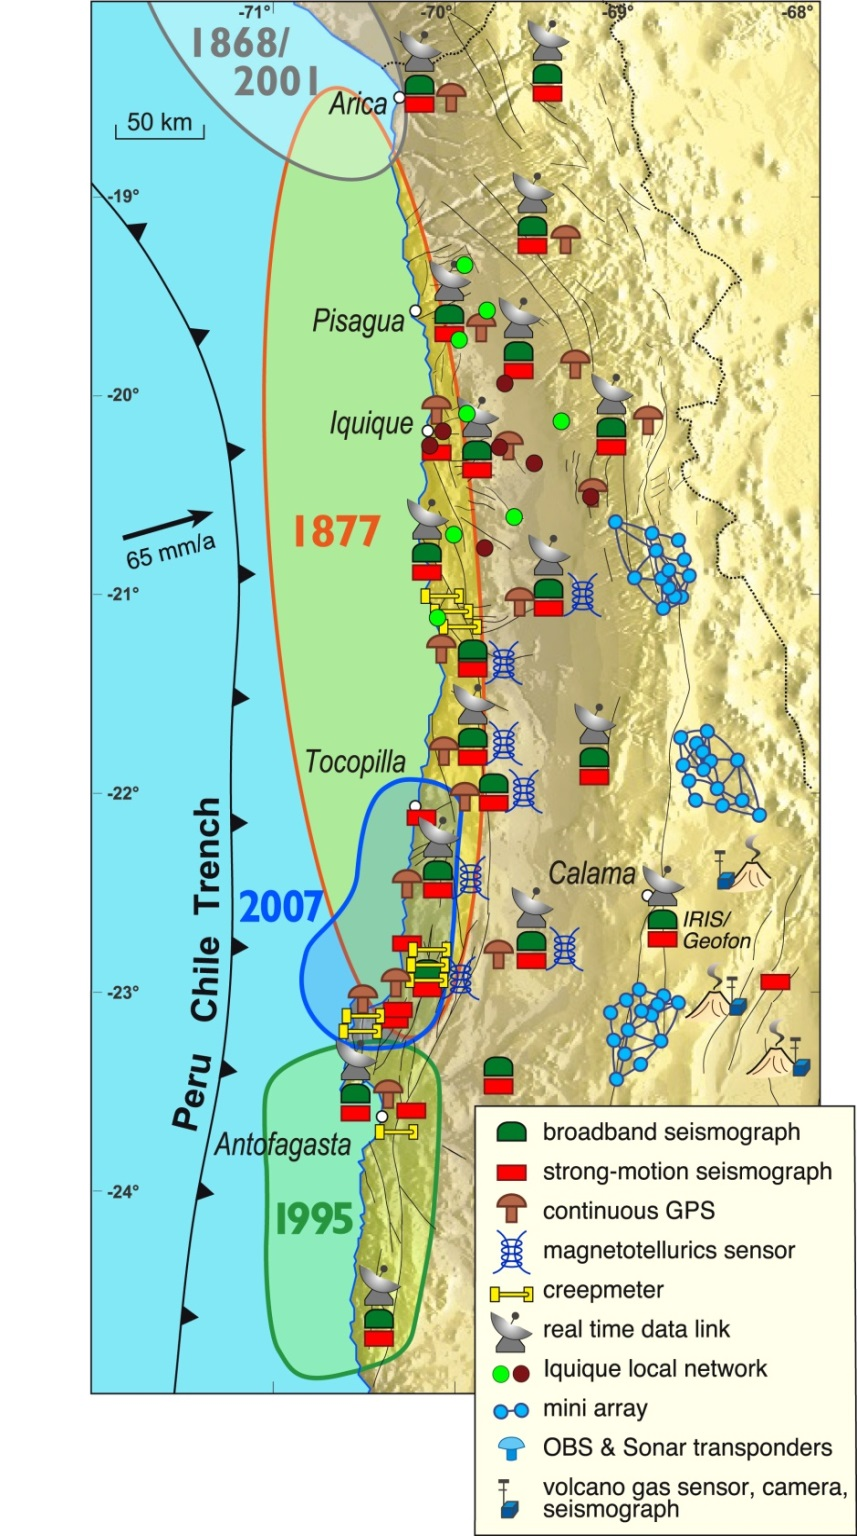 -71°
-70°
-69°
-68°
1868/
2001
Arica
50 km
-19°
Pisagua
-20°
Iquique
1877
65 mm/a
-21°
Tocopilla
-22°
Peru Chile Trench
2007
Calama
IRIS/
Geofon
-23°
Antofagasta
-24°
1995
broadband seismograph
strong-motion seismograph
continuous GPS
magnetotellurics sensor
creepmeter
real time data link
Iquique local network
mini array
OBS & Sonar transponders
volcano gas sensor, camera,
seismograph